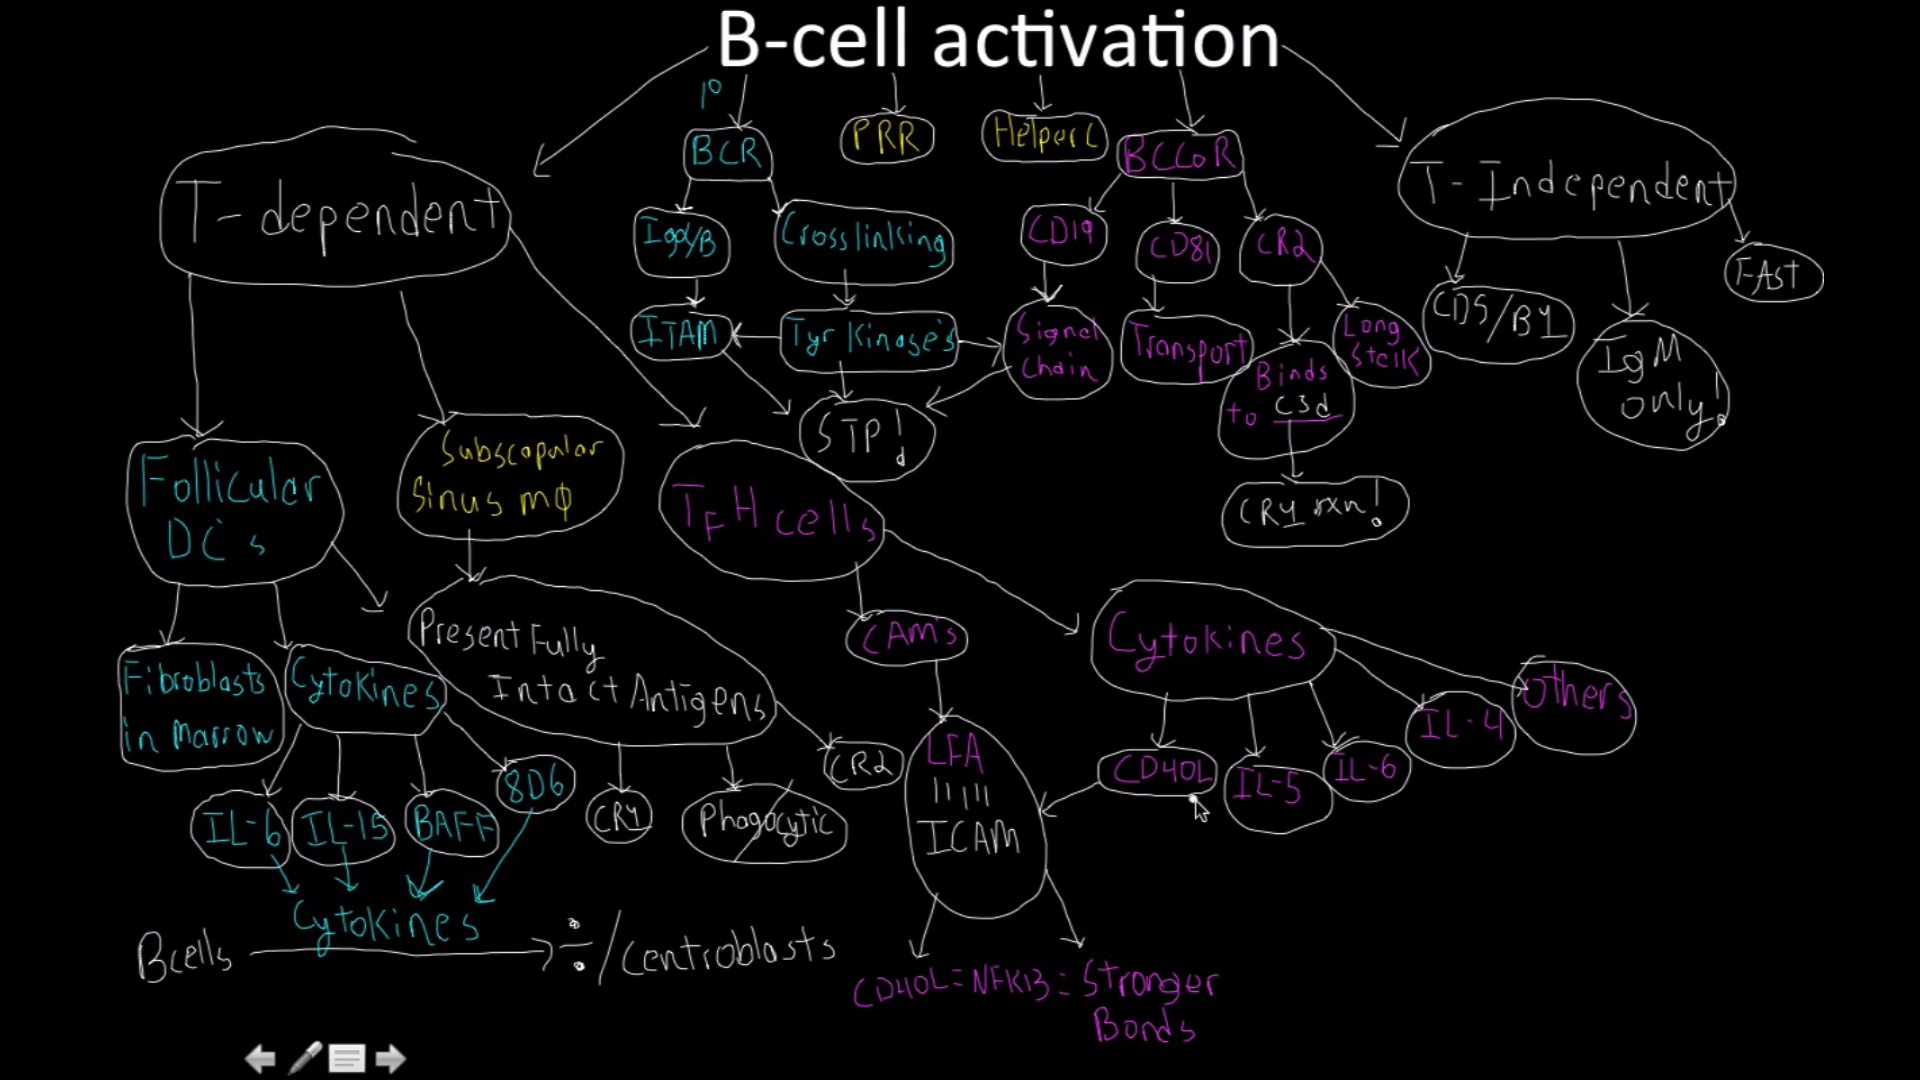 B-cell activation
1°
BCR
PRR
Helper C
BCCoR
T-dependent
T-Independent
Igα/B
Crosslinking
CD19
CD81
CR2
FAst
ITAM
Tyr Kinase's
Signal
Chain
Transport
Long
Stalk
CD5/B1
Binds
to C3d
IgM
only!
STP!
Follicular
DC's
Subscapular
Sinus mΦ
TFH cells
CR1 rxn!
Present Fully
Intact Antigens
CAM's
Cytokines
Fibroblasts
in Marrow
Cytokines
Others
CR2
LFA
ICAM
CD40L
IL-5
IL-6
IL-4
IL-6
IL-15
BAFF
8D6
CR1
Phagocytic
Cytokines
B cells
÷/centroblasts
CD40L = NFKB = Stronger
Bonds